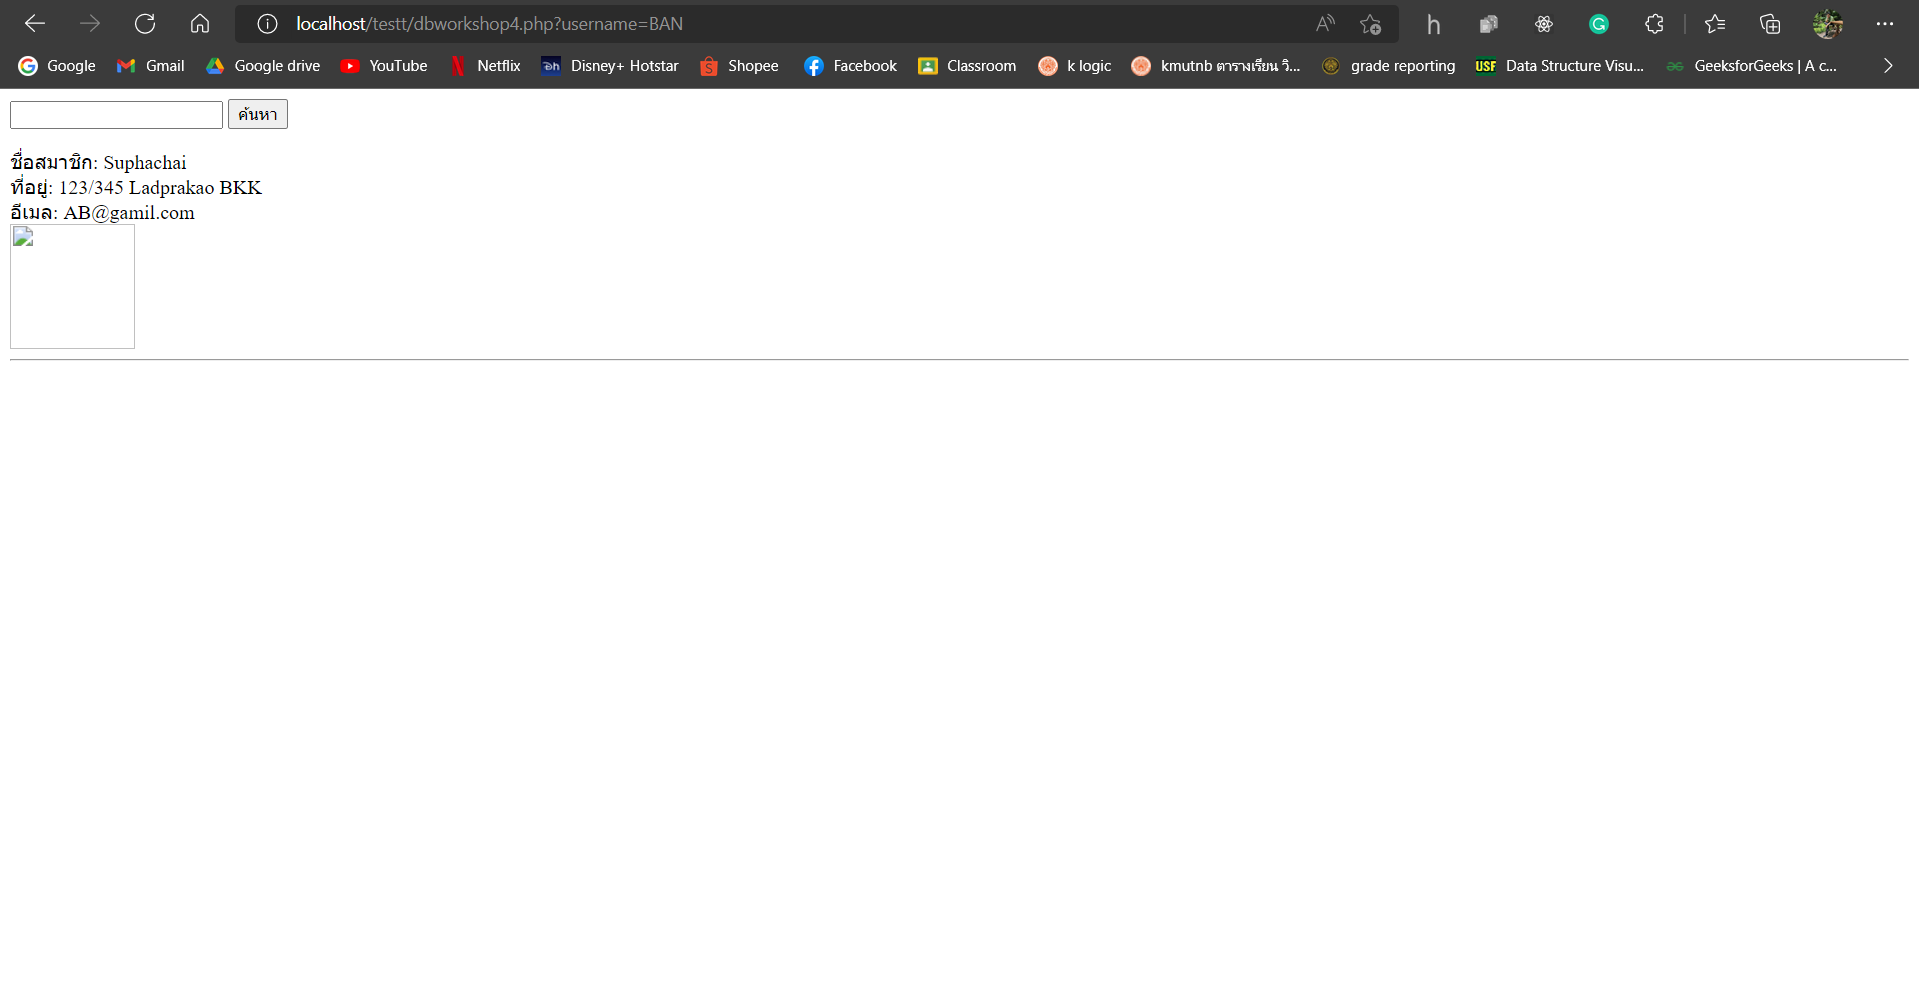 localhost/testt/dbworkshop4.php?username=BAN
Google Gmail Google drive YouTube Netflix Disney+ Hotstar Shopee Facebook Classroom k logic kmutnb ตารางเรียน วิ... grade reporting USF Data Structure Visu... GeeksforGeeks | A c...
ค้นหา
ชื่อสมาชิก: Suphachai
ที่อยู่: 123/345 Ladprakao BKK
อีเมล: AB@gamil.com